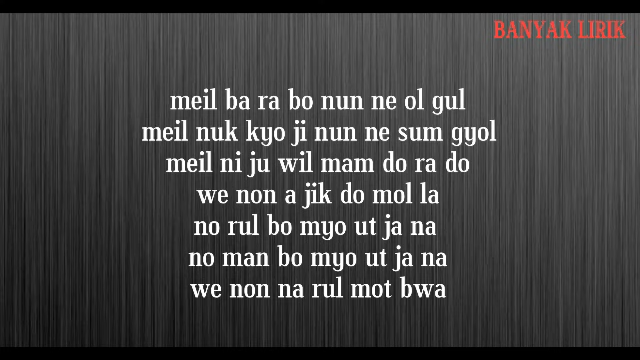 BANYAK LIRIK
meil ba ra bo nun ne ol gul
meil nuk kyo ji nun ne sum gyol
meil ni ju wil mam do ra do
we non a jik do mol la
no rul bo myo ut ja na
no man bo myo ut ja na
we non na rul mot bwa